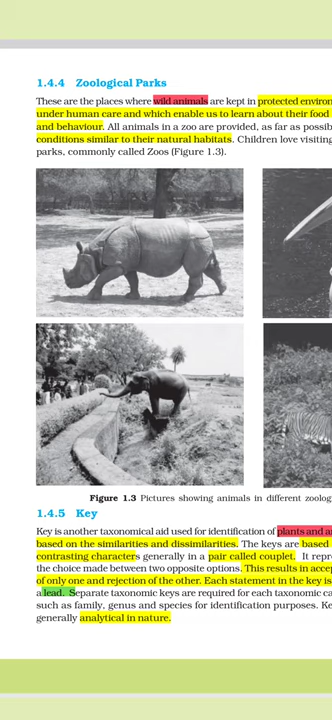 1.4.4 Zoological Parks
These are the places where wild animals are kept in protected environ
under human care and which enable us to learn about their food
and behaviour. All animals in a zoo are provided, as far as possib
conditions similar to their natural habitats. Children love visiting
parks, commonly called Zoos (Figure 1.3).
Figure 1.3 Pictures showing animals in different zoolog
1.4.5 Key
Key is another taxonomical aid used for identification of plants and a
based on the similarities and dissimilarities. The keys are based
contrasting characters generally in a pair called couplet. It repr
the choice made between two opposite options. This results in accep
of only one and rejection of the other. Each statement in the key is
a lead. Separate taxonomic keys are required for each taxonomic ca
such as family, genus and species for identification purposes. Ke
generally analytical in nature.